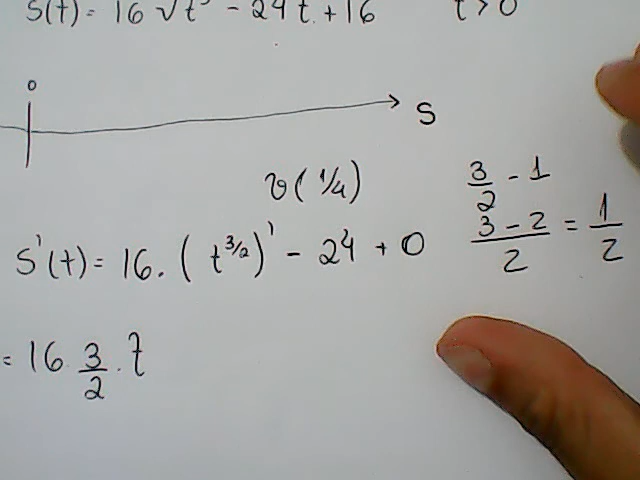 S(t) = 16 √t³ - 24t + 16 t > 0
0
S
v(1/4)
3/2 - 1
(3 - 2)/2 = 1/2
S'(t) = 16 . (t^3/2)' - 24 + 0
= 16 3/2 . t